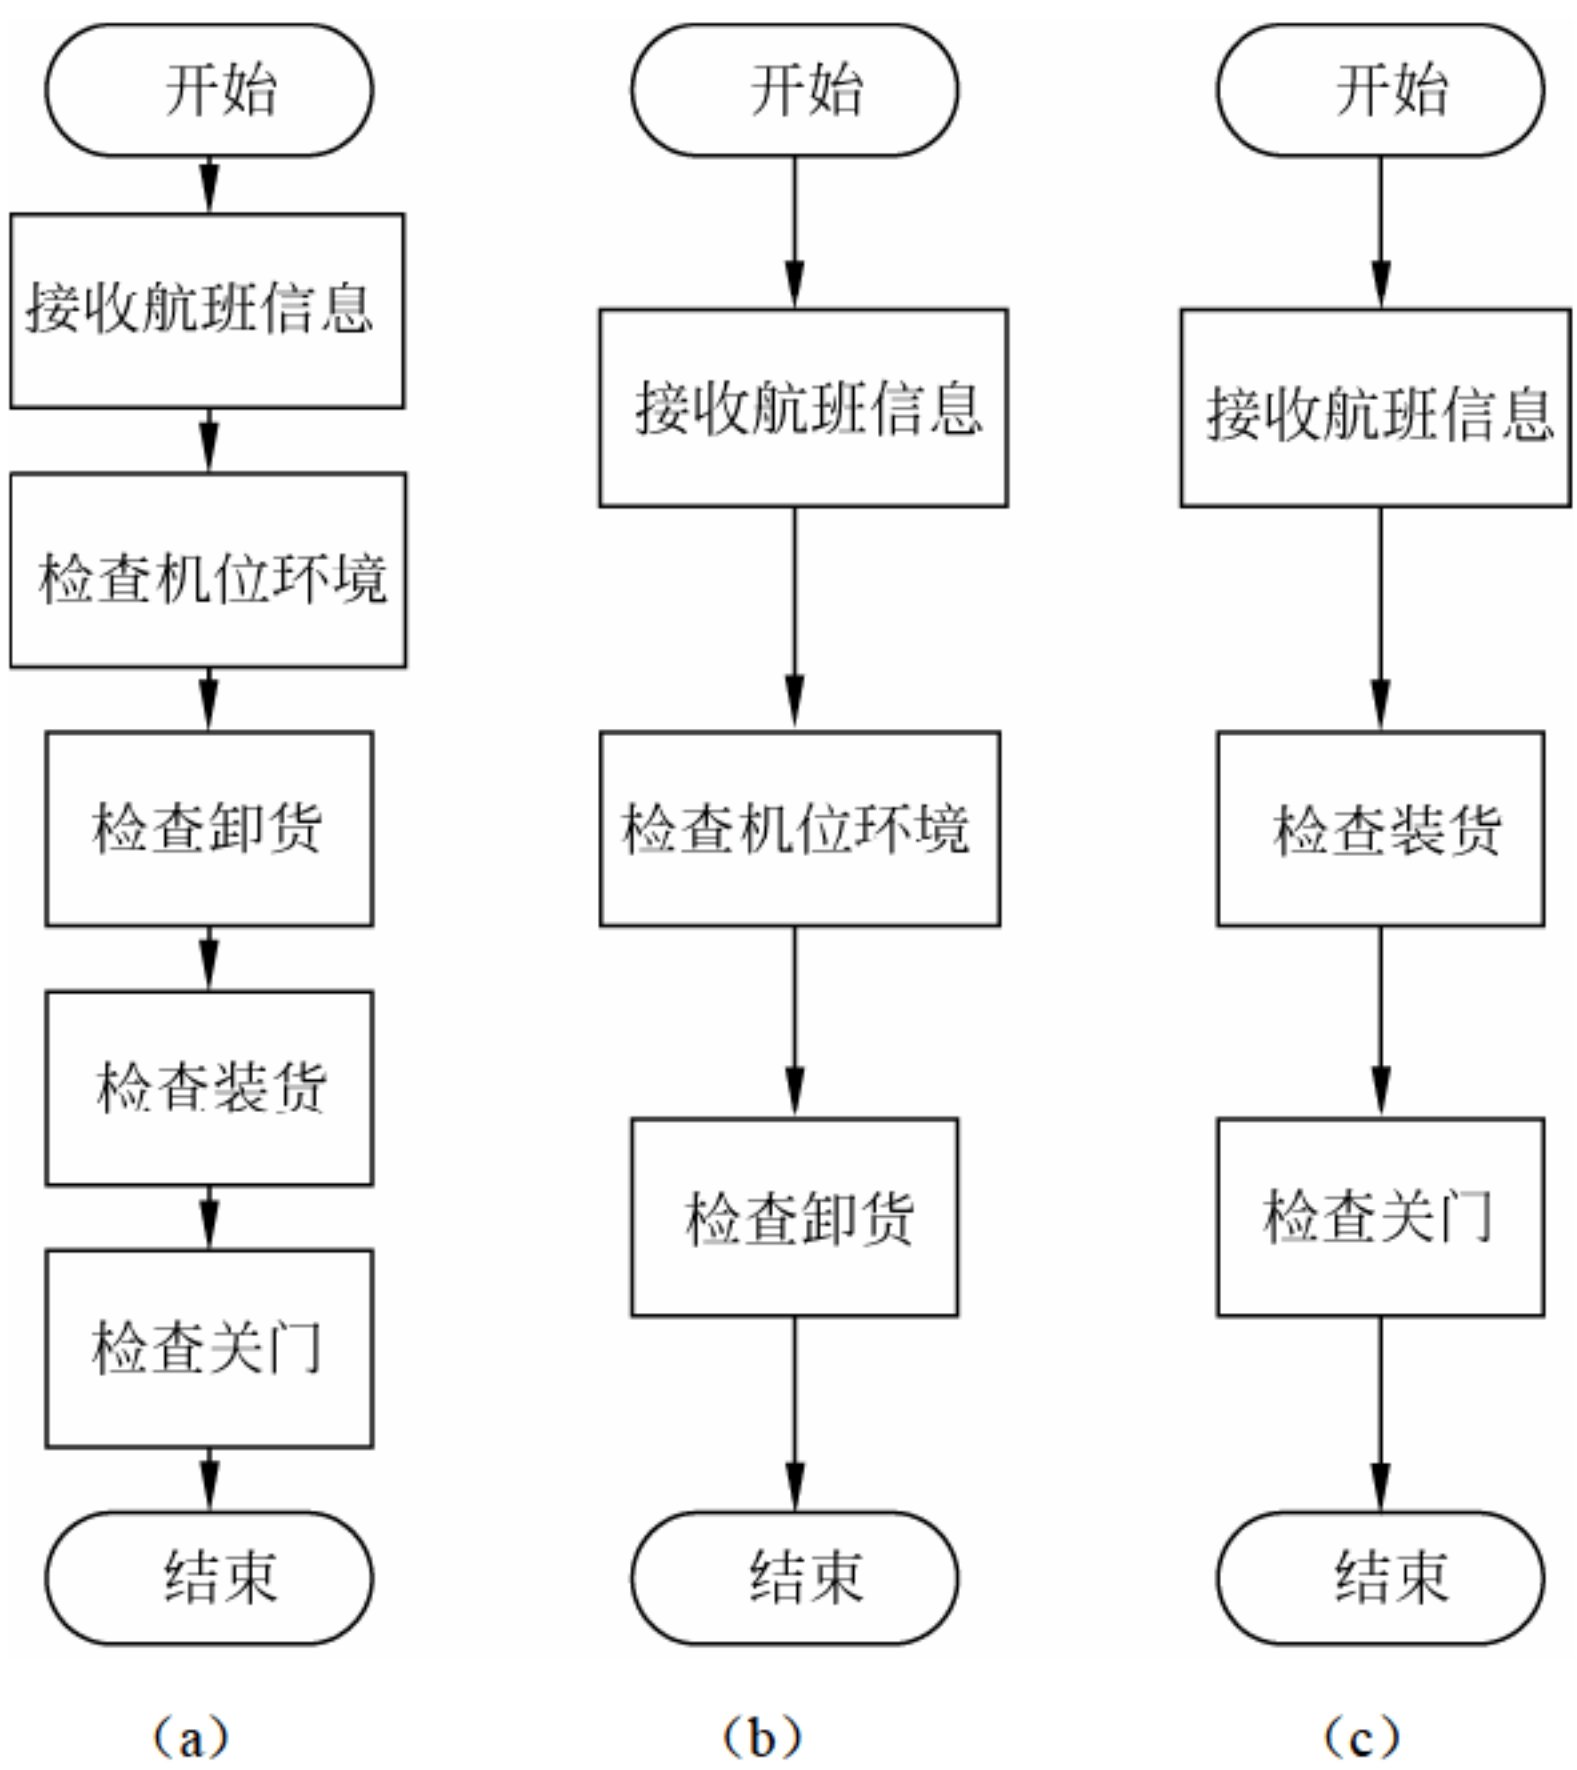 开始
接收航班信息
检查机位环境
检查卸货
检查装货
检查关门
结束
（a）
开始
接收航班信息
检查机位环境
检查卸货
结束
（b）
开始
接收航班信息
检查装货
检查关门
结束
（c）